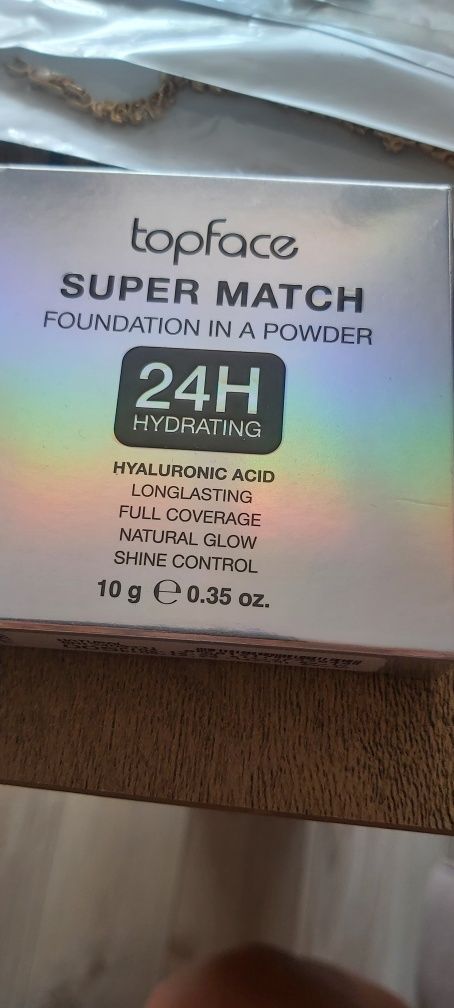 topface
SUPER MATCH
FOUNDATION IN A POWDER
24H
HYDRATING
HYALURONIC ACID
LONGLASTING
FULL COVERAGE
NATURAL GLOW
SHINE CONTROL
10 g ℮ 0.35 oz.